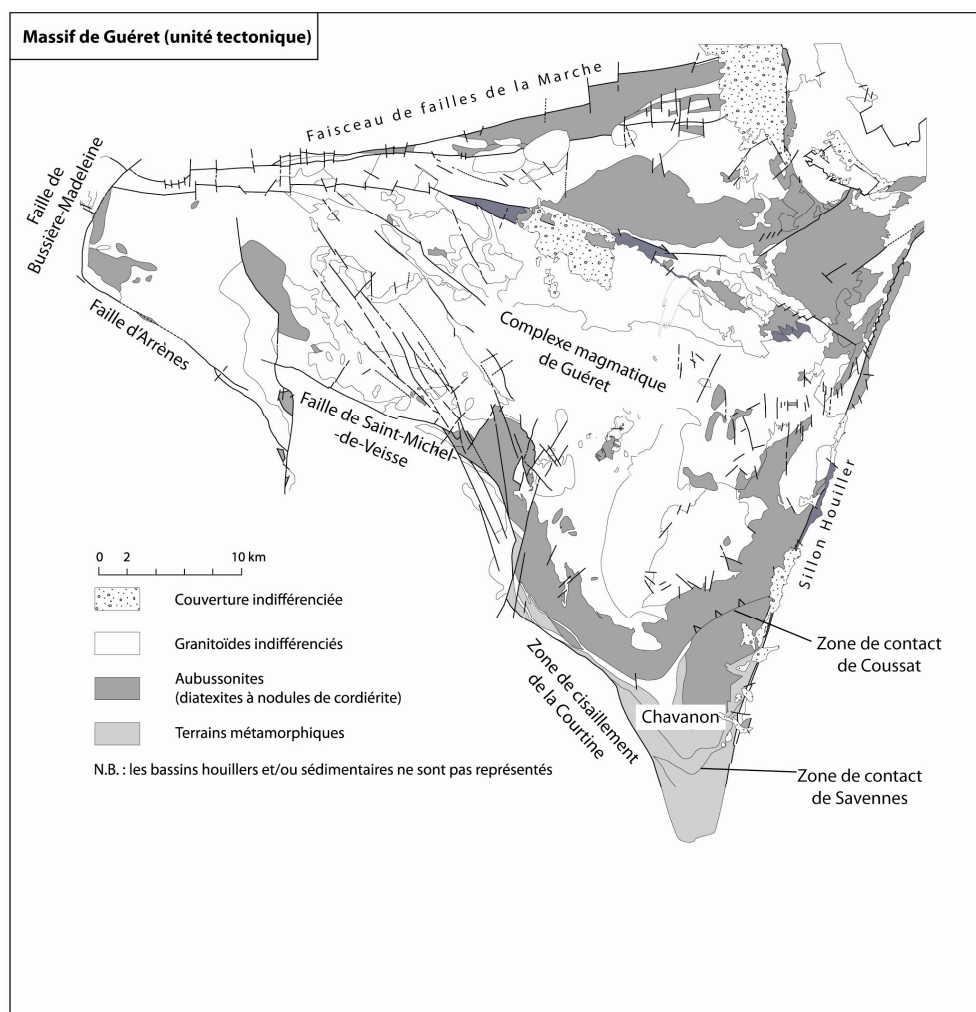 Massif de Guéret (unité tectonique)
Faisceau de failles de la Marche
Faille de
Bussière-Madeleine
Faille d'Arrènes
Complexe magmatique
de Guéret
Faille de Saint-Michel-
-de-Veisse
Sillon Houiller
0 2 10 km
Couverture indifférenciée
Granitoïdes indifférenciés
Aubussonites
(diatexites à nodules de cordiérite)
Terrains métamorphiques
N.B. : les bassins houillers et/ou sédimentaires ne sont pas représentés
Zone de cisaillement
de la Courtine
Zone de contact
de Coussat
Chavanon
Zone de contact
de Savennes